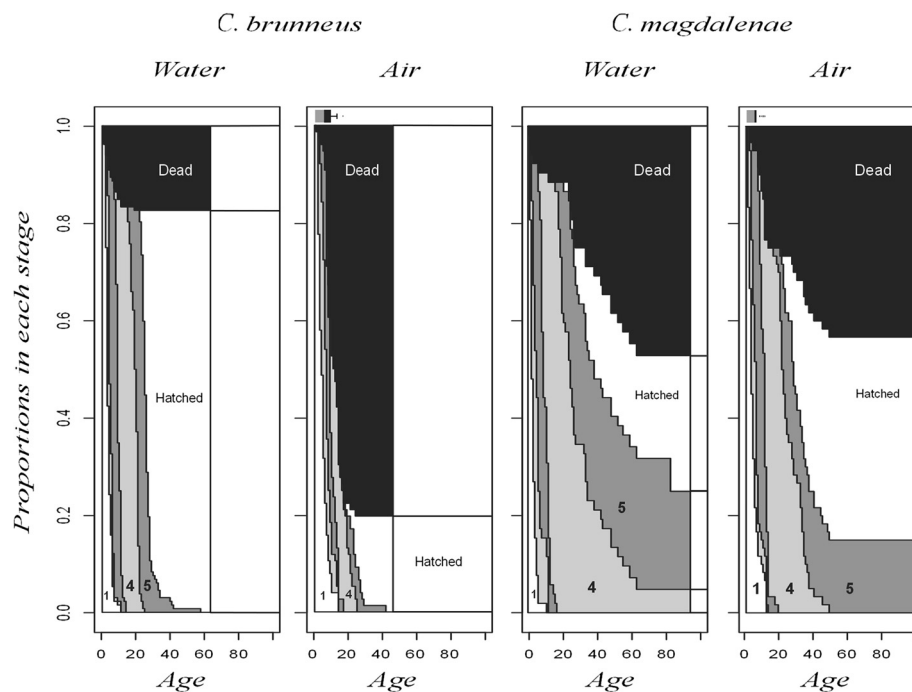 C. brunneus C. magdalenae
Water Air Water Air
Proportions in each stage
1.0
0.8
0.6
0.4
0.2
0.0
Dead Dead Dead Dead
Hatched Hatched Hatched Hatched
1 4 5
1 4
1 4 5
1 4 5
0 20 40 60 80 0 20 40 60 80 0 20 40 60 80 0 20 40 60 80
Age Age Age Age